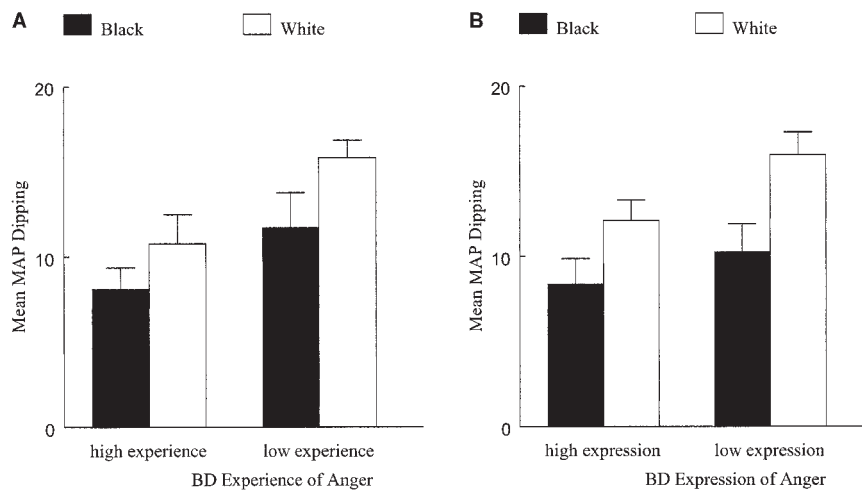 A
Black
White
20
10
0
Mean MAP Dipping
high experience
low experience
BD Experience of Anger
B
Black
White
20
10
0
Mean MAP Dipping
high expression
low expression
BD Expression of Anger